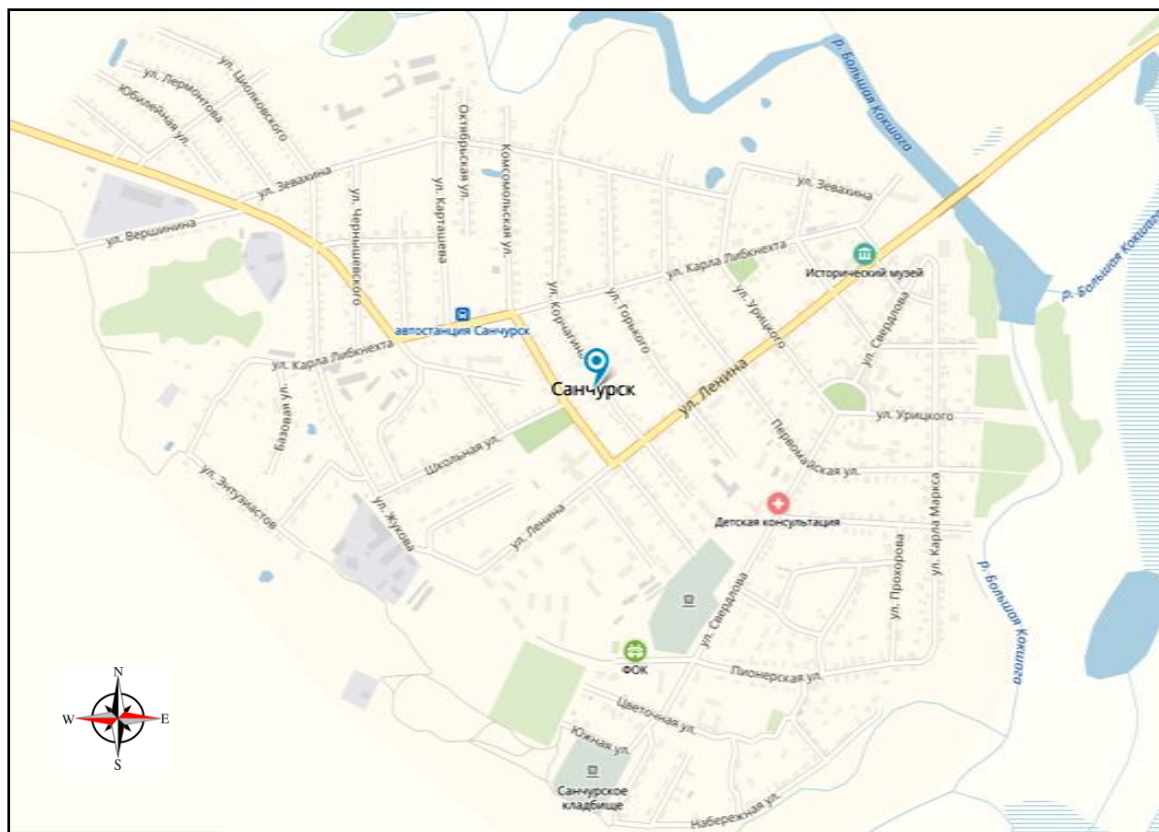 ул. Циолковского
ул. Лермонтова
Юбилейная ул.
Октябрьская ул.
Комсомольская ул.
р. Большая Кокшага
ул. Зевахина
ул. Зевахина
ул. Вершинина
ул. Чернышевского
ул. Карташева
ул. Карла Либкнехта
Исторический музей
р. Большая Кокшага
ул. Корчагина
ул. Горького
ул. Урицкого
ул. Свердлова
автостанция Санчурск
ул. Карла Либкнехта
Санчурск
ул. Ленина
Базовая ул.
ул. Урицкого
Школьная ул.
Первомайская ул.
ул. Энтузиастов
ул. Жукова
ул. Ленина
Детская консультация
ул. Карла Маркса
ул. Прохорова
р. Большая Кокшага
ул. Свердлова
ФОК
Пионерская ул.
N
W
E
S
Цветочная ул.
Южная ул.
Санчурское
кладбище
Набережная ул.